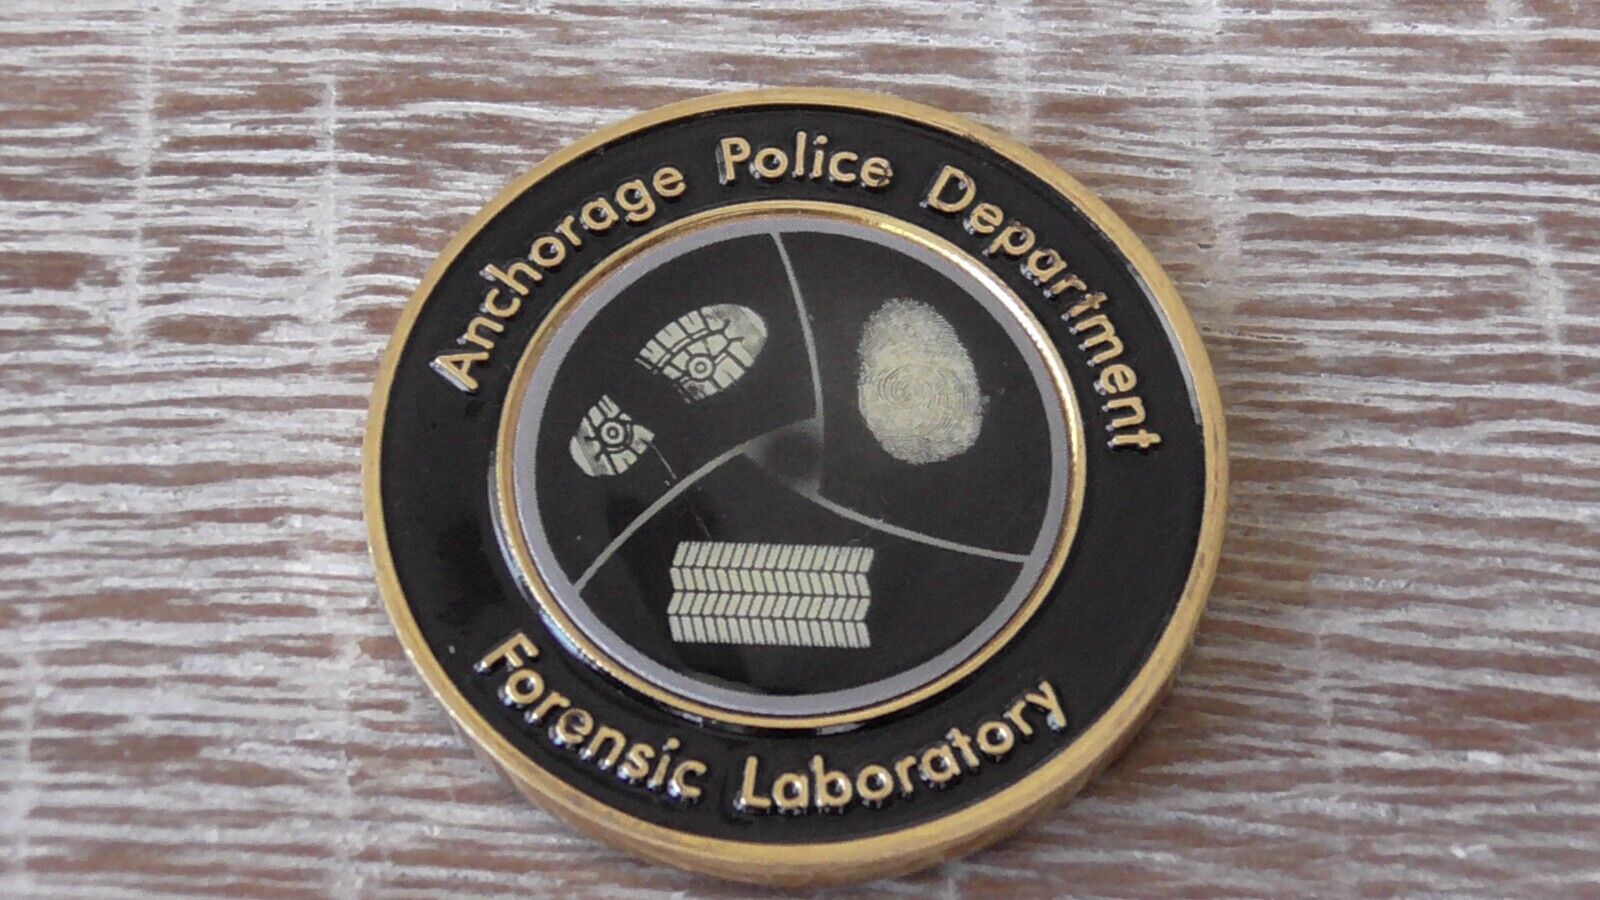 Anchorage Police Department
Forensic Laboratory